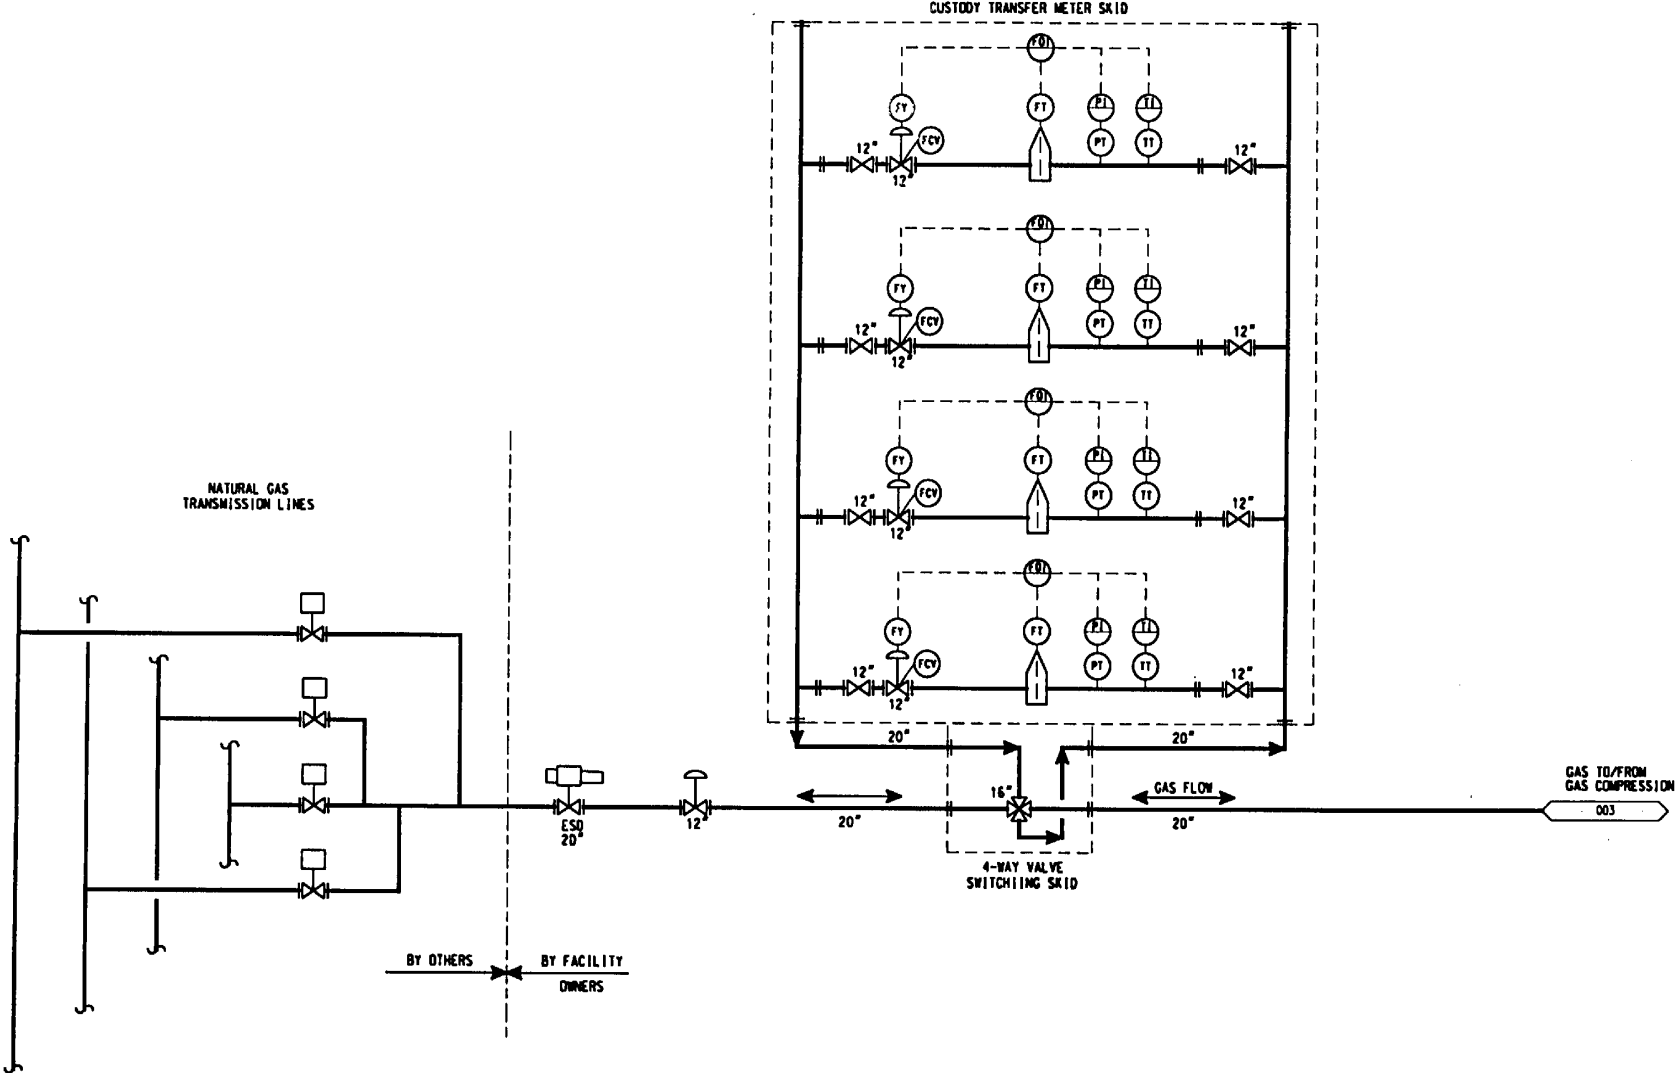 CUSTODY TRANSFER METER SKID
FQI
FY
FT
PI
TI
FCV
PT
TT
12"
12"
12"
FQI
FY
FT
PI
TI
FCV
PT
TT
12"
12"
12"
FQI
FY
FT
PI
TI
FCV
PT
TT
12"
12"
12"
FQI
FY
FT
PI
TI
FCV
PT
TT
12"
12"
12"
NATURAL GAS
TRANSMISSION LINES
20"
20"
16"
GAS FLOW
GAS TO/FROM
GAS COMPRESSION
003
ESD
20"
12"
20"
20"
4-WAY VALVE
SWITCHIING SKID
BY OTHERS
BY FACILITY
OWNERS